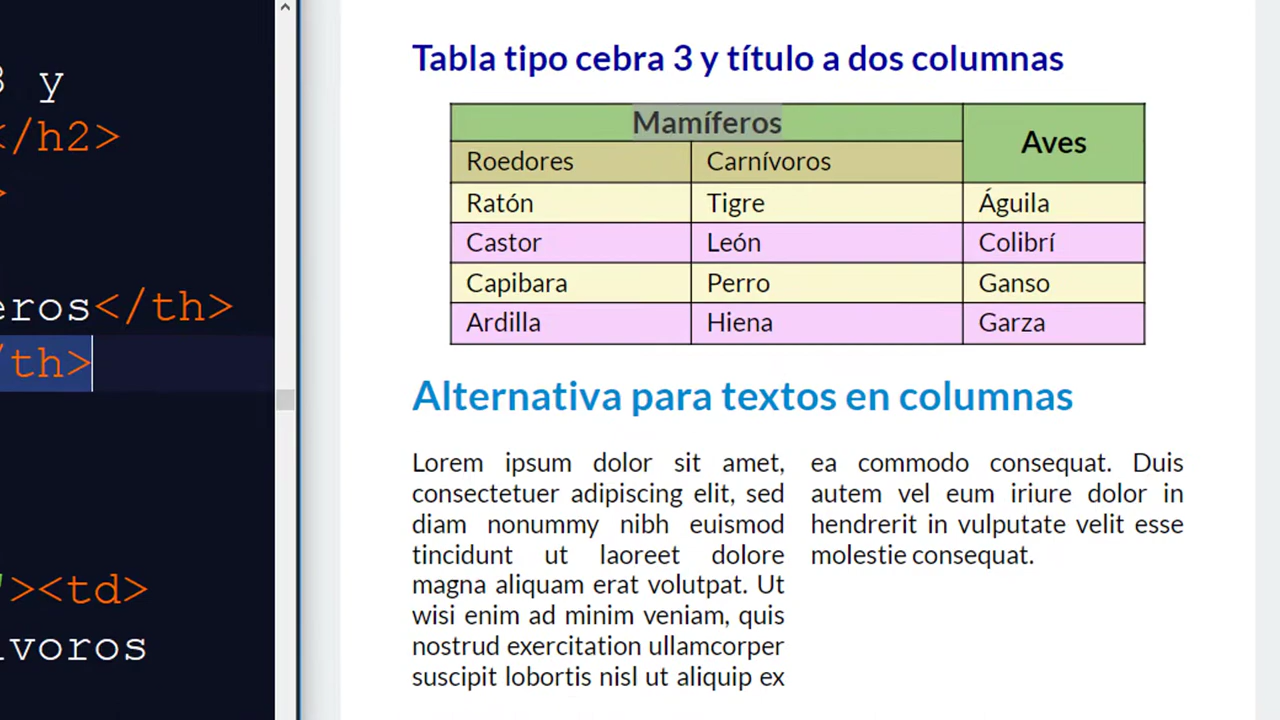 3 y
</h2>
>
eros</th>
/th>
"><td>
ivoros
Tabla tipo cebra 3 y título a dos columnas
Mamíferos Aves
Roedores Carnívoros
Ratón Tigre Águila
Castor León Colibrí
Capibara Perro Ganso
Ardilla Hiena Garza
Alternativa para textos en columnas
Lorem ipsum dolor sit amet,
consectetuer adipiscing elit, sed
diam nonummy nibh euismod
tincidunt ut laoreet dolore
magna aliquam erat volutpat. Ut
wisi enim ad minim veniam, quis
nostrud exercitation ullamcorper
suscipit lobortis nisl ut aliquip ex
ea commodo consequat. Duis
autem vel eum iriure dolor in
hendrerit in vulputate velit esse
molestie consequat.